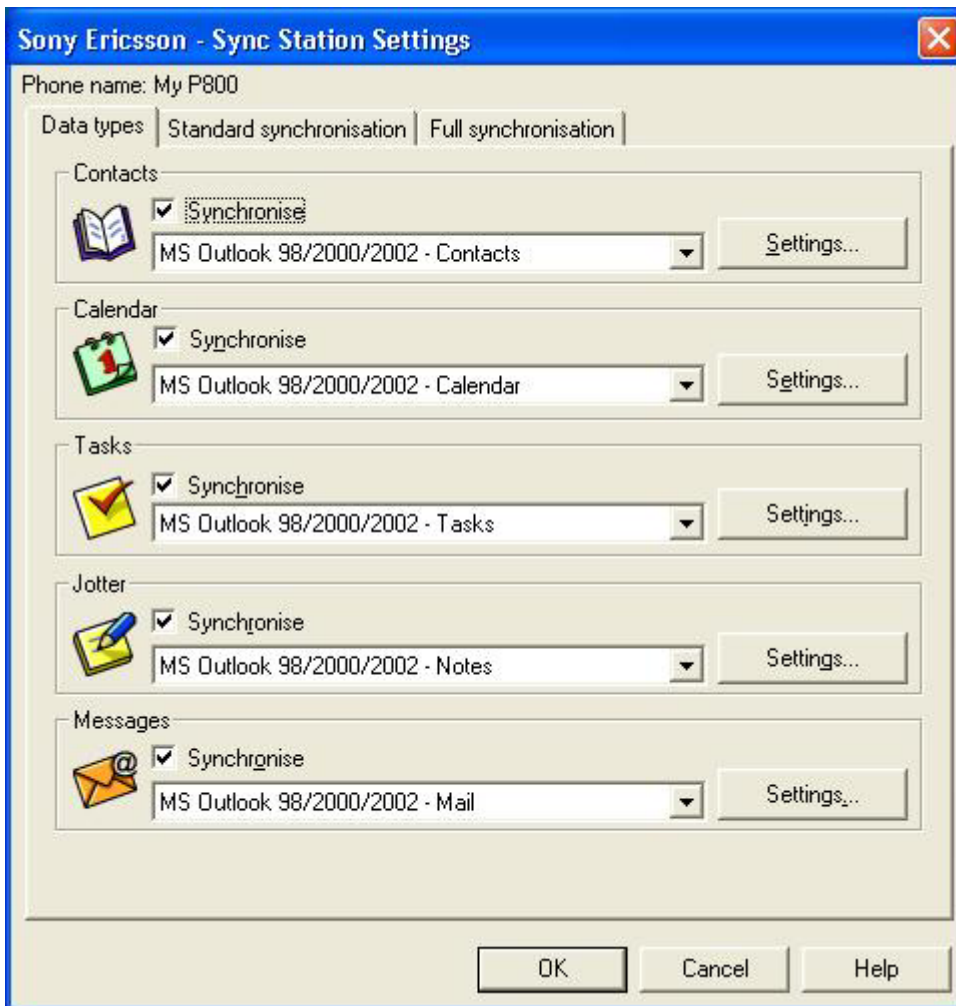 Sony Ericsson - Sync Station Settings
Phone name: My P800
Data types Standard synchronisation Full synchronisation
Contacts
Synchronise
MS Outlook 98/2000/2002 - Contacts Settings...
Calendar
1
Synchronise
MS Outlook 98/2000/2002 - Calendar Settings...
Tasks
Synchronise
MS Outlook 98/2000/2002 - Tasks Settings...
Jotter
Synchronise
MS Outlook 98/2000/2002 - Notes Settings...
Messages
@ Synchronise
MS Outlook 98/2000/2002 - Mail Settings...
OK Cancel Help